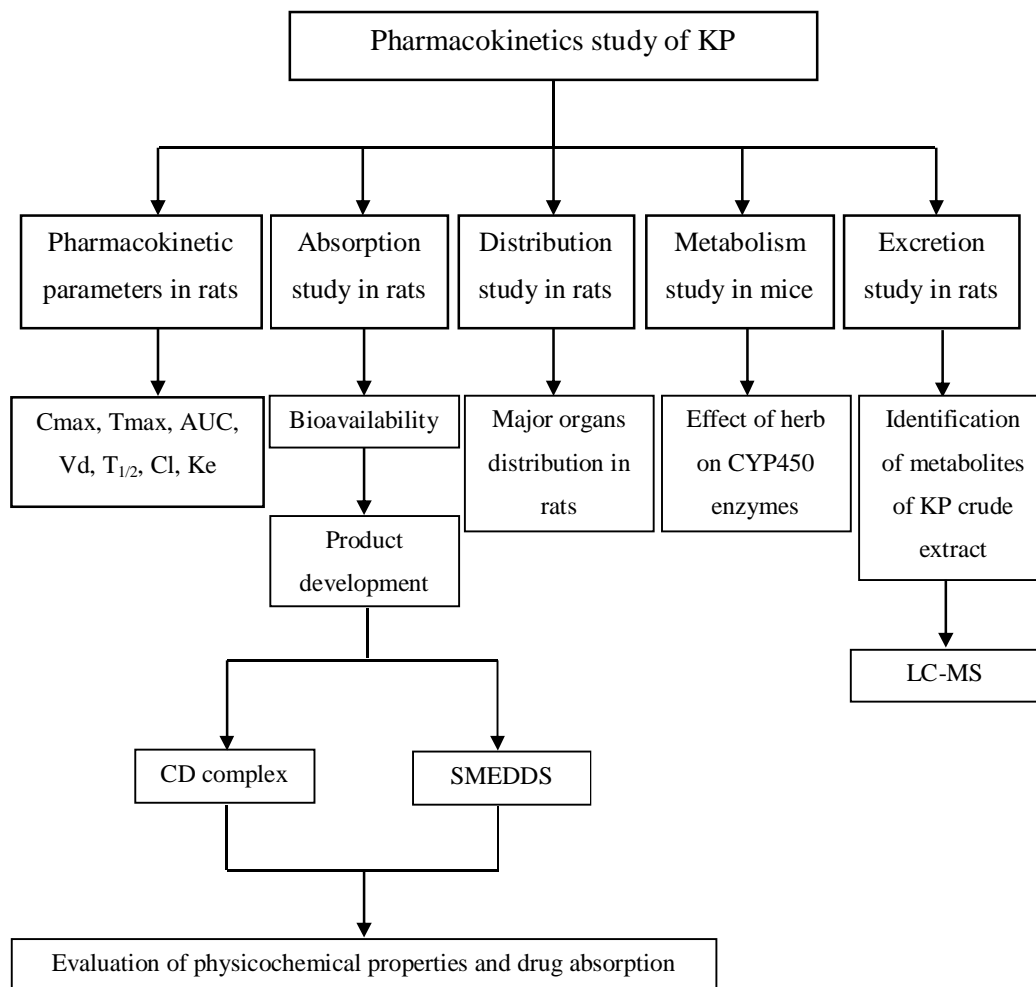 Pharmacokinetics study of KP
Pharmacokinetic
parameters in rats
Absorption
study in rats
Distribution
study in rats
Metabolism
study in mice
Excretion
study in rats
Cmax, Tmax, AUC,
Vd, T1/2, Cl, Ke
Bioavailability
Major organs
distribution in
rats
Effect of herb
on CYP450
enzymes
Identification
of metabolites
of KP crude
extract
Product
development
LC-MS
CD complex
SMEDDS
Evaluation of physicochemical properties and drug absorption